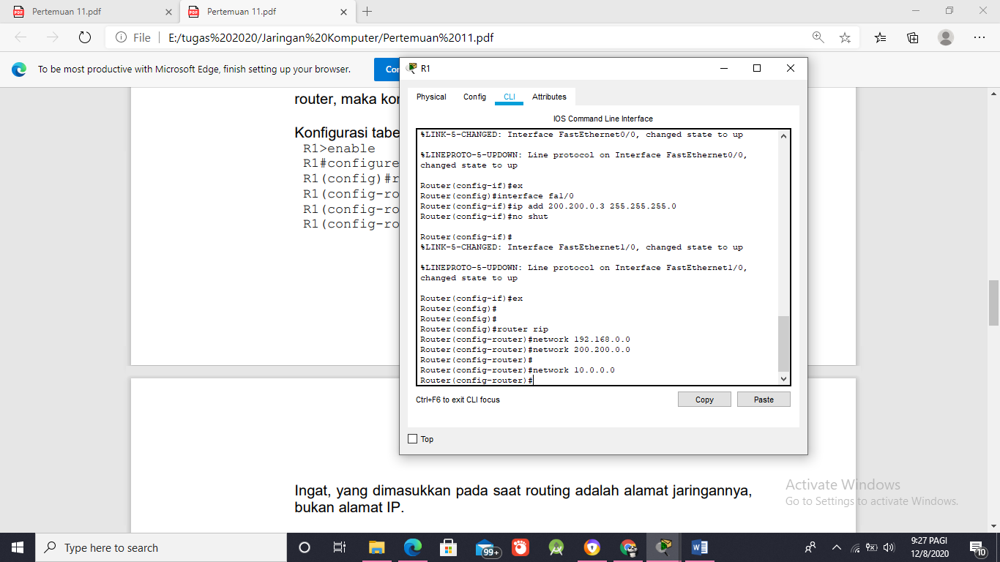 Pertemuan 11.pdf
Pertemuan 11.pdf
File
E:/tugas%202020/Jaringan%20Komputer/Pertemuan%2011.pdf
To be most productive with Microsoft Edge, finish setting up your browser.
Con
router, maka kor
Konfigurasi tabe
R1>enable
R1#configure
R1(config)#r
R1(config-ro
R1(config-ro
R1(config-ro
R1
Physical Config CLI Attributes
IOS Command Line Interface
%LINK-5-CHANGED: Interface FastEthernet0/0, changed state to up
%LINEPROTO-5-UPDOWN: Line protocol on Interface FastEthernet0/0,
changed state to up
Router(config-if)#ex
Router(config)#interface fa1/0
Router(config-if)#ip add 200.200.0.3 255.255.255.0
Router(config-if)#no shut
Router(config-if)#
%LINK-5-CHANGED: Interface FastEthernet1/0, changed state to up
%LINEPROTO-5-UPDOWN: Line protocol on Interface FastEthernet1/0,
changed state to up
Router(config-if)#ex
Router(config)#
Router(config)#
Router(config)#router rip
Router(config-router)#network 192.168.0.0
Router(config-router)#network 200.200.0.0
Router(config-router)#
Router(config-router)#network 10.0.0.0
Router(config-router)#
Ctrl+F6 to exit CLI focus
Copy
Paste
Top
Ingat, yang dimasukkan pada saat routing adalah alamat jaringannya,
bukan alamat IP.
Activate Windows
Go to Settings to activate Windows.
Type here to search
99+
9:27 PAGI
12/8/2020
10